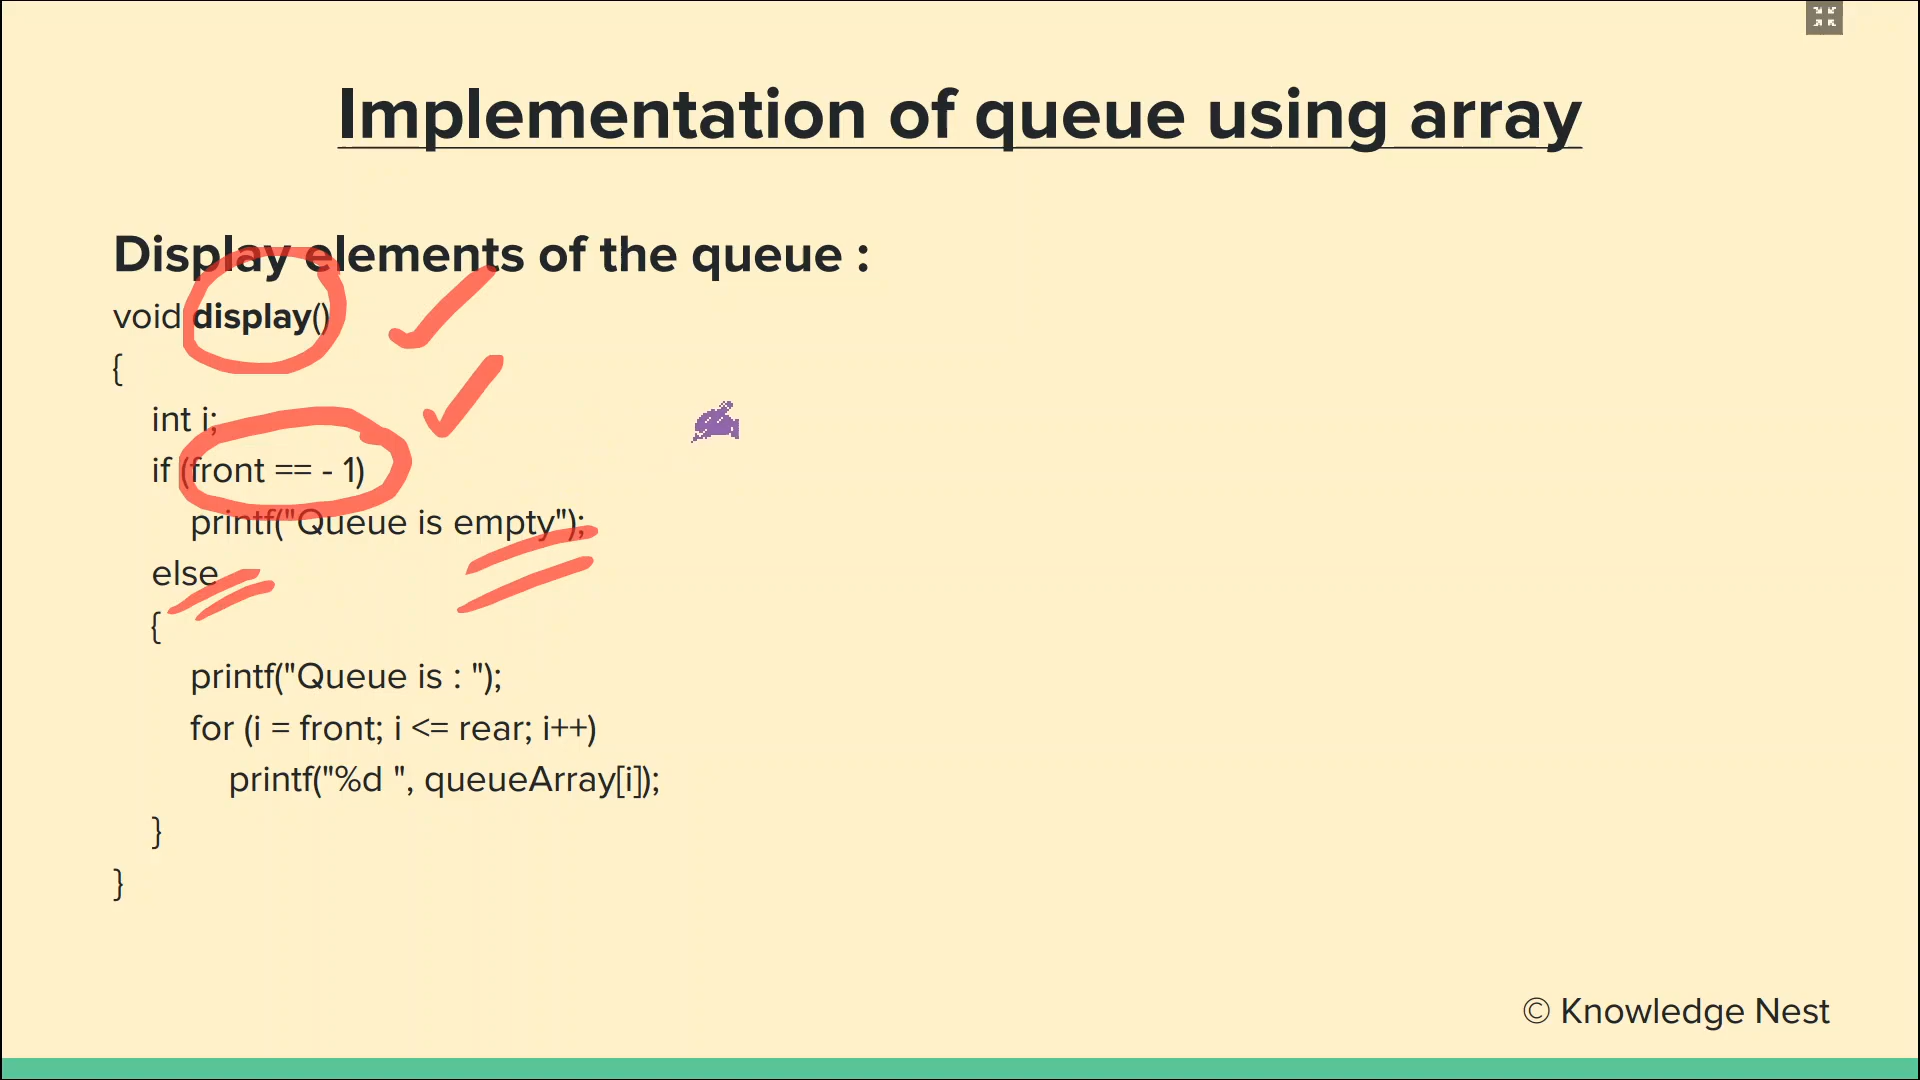 Implementation of queue using array
Display elements of the queue :
void display()
{
int i;
if (front == - 1)
printf("Queue is empty");
else
{
printf("Queue is : ");
for (i = front; i <= rear; i++)
printf("%d ", queueArray[i]);
}
}
© Knowledge Nest